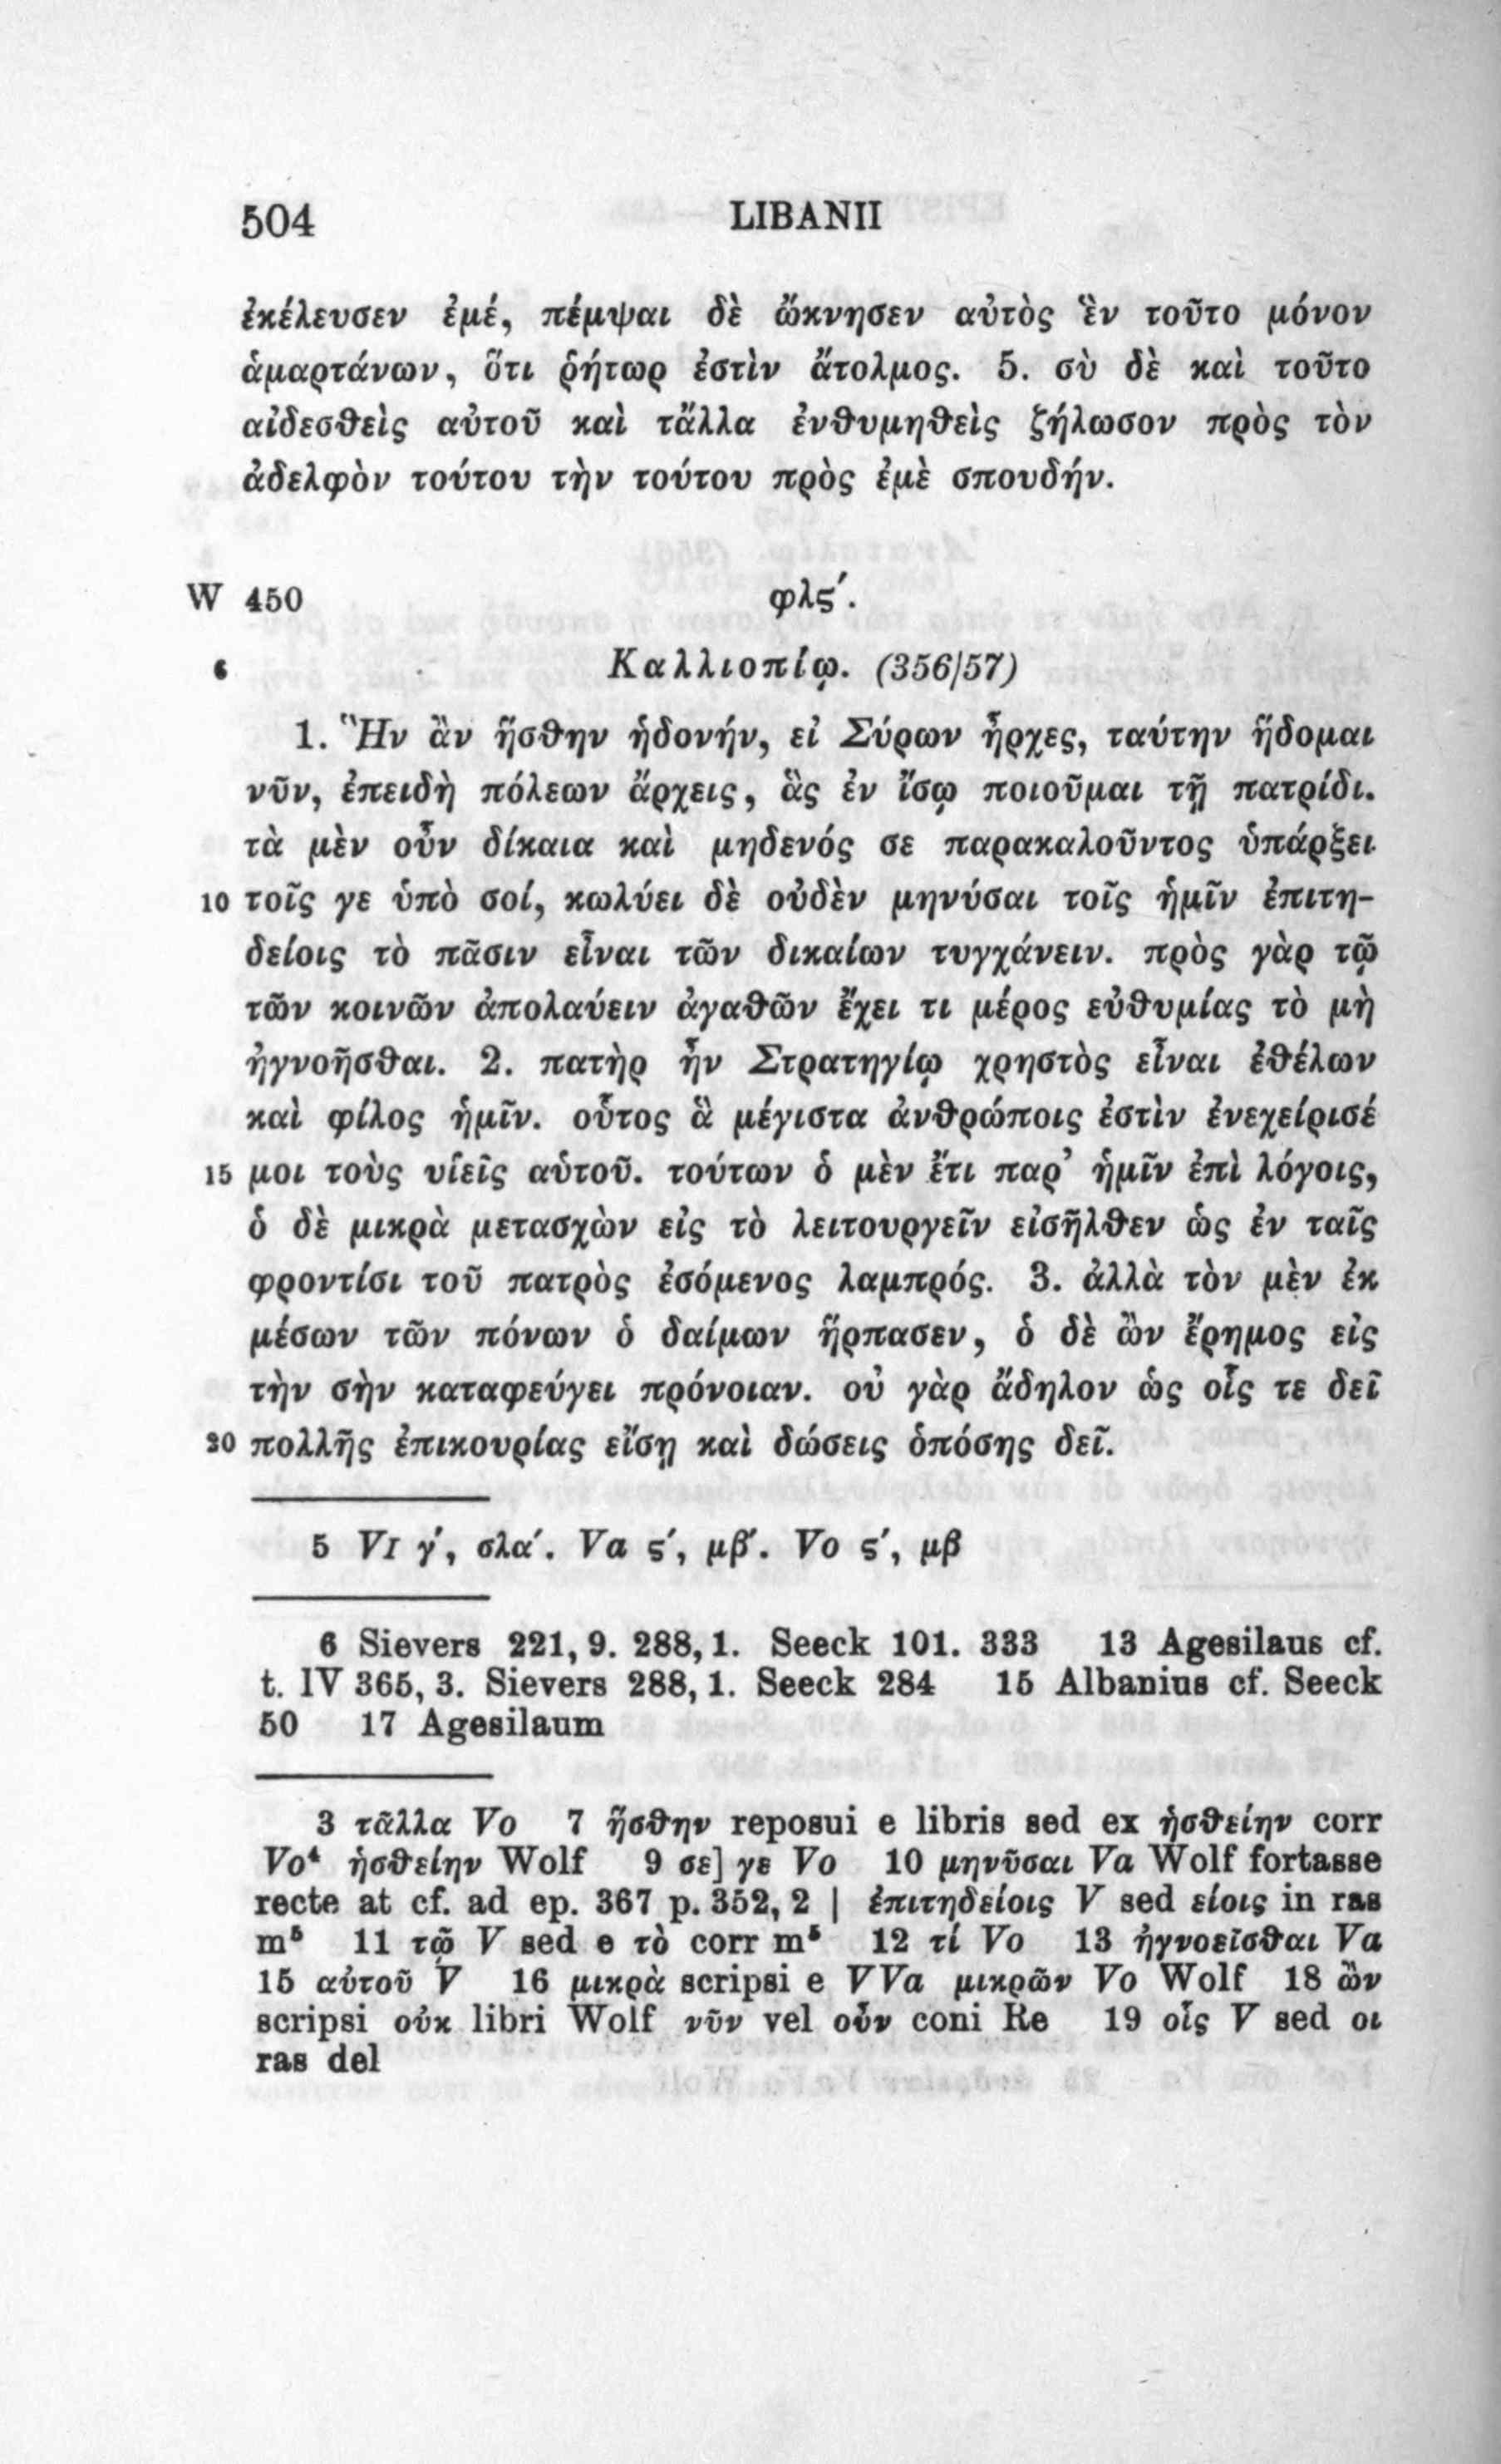 504 LIBANII
ἐκέλευσεν ἐμέ, πέμψαι δὲ ὤκνησεν αὐτὸς ἓν τοῦτο μόνον
ἁμαρτάνων, ὅτι ῥήτωρ ἐστὶν ἄτολμος. 5. σὺ δὲ καὶ τοῦτο
αἰδεσθεὶς αὐτοῦ καὶ τἄλλα ἐνθυμηθεὶς ζήλωσον πρὸς τὸν
ἀδελφὸν τούτου τὴν τούτου πρὸς ἐμὲ σπουδήν.
W 450 φλς΄.
6 Καλλιοπίῳ. (356/57)
1. Ἣν ἂν ἥσθην ἡδονήν, εἰ Σύρων ἦρχες, ταύτην ἥδομαι
νῦν, ἐπειδὴ πόλεων ἄρχεις, ἃς ἐν ἴσῳ ποιοῦμαι τῇ πατρίδι.
τὰ μὲν οὖν δίκαια καὶ μηδενός σε παρακαλοῦντος ὑπάρξει
10 τοῖς γε ὑπὸ σοί, κωλύει δὲ οὐδὲν μηνύσαι τοῖς ἡμῖν ἐπιτη-
δείοις τὸ πᾶσιν εἶναι τῶν δικαίων τυγχάνειν. πρὸς γὰρ τῷ
τῶν κοινῶν ἀπολαύειν ἀγαθῶν ἔχει τι μέρος εὐθυμίας τὸ μὴ
ἠγνοῆσθαι. 2. πατὴρ ἦν Στρατηγίῳ χρηστὸς εἶναι ἐθέλων
καὶ φίλος ἡμῖν. οὗτος ἃ μέγιστα ἀνθρώποις ἐστὶν ἐνεχείρισέ
15 μοι τοὺς υἱεῖς αὑτοῦ. τούτων ὁ μὲν ἔτι παρ’ ἡμῖν ἐπὶ λόγοις,
ὁ δὲ μικρὰ μετασχὼν εἰς τὸ λειτουργεῖν εἰσῆλθεν ὡς ἐν ταῖς
φροντίσι τοῦ πατρὸς ἐσόμενος λαμπρός. 3. ἀλλὰ τὸν μὲν ἐκ
μέσων τῶν πόνων ὁ δαίμων ἥρπασεν, ὁ δὲ ὢν ἔρημος εἰς
τὴν σὴν καταφεύγει πρόνοιαν. οὐ γὰρ ἄδηλον ὡς οἷς τε δεῖ
20 πολλῆς ἐπικουρίας εἴσῃ καὶ δώσεις ὁπόσης δεῖ.
5 VI γ΄, σλα΄. Va ς΄, μβ΄. Vo ς΄, μβ
6 Sievers 221, 9. 288, 1. Seeck 101. 333 13 Agesilaus cf.
t. IV 365, 3. Sievers 288, 1. Seeck 284 15 Albanius cf. Seeck
50 17 Agesilaum
3 τᾶλλα Vo 7 ἥσθην reposui e libris sed ex ἡσθείην corr
Vo⁴ ἡσθείην Wolf 9 σε] γε Vo 10 μηνῦσαι Va Wolf fortasse
recte at cf. ad ep. 367 p. 352, 2 | ἐπιτηδείοις V sed είοις in ras
m⁵ 11 τῷ V sed e τὸ corr m⁵ 12 τί Vo 13 ἠγνοεῖσθαι Va
15 αὐτοῦ V 16 μικρὰ scripsi e V Va μικρῶν Vo Wolf 18 ὢν
scripsi οὐκ libri Wolf νῦν vel οὖν coni Re 19 οἷς V sed οι
ras del